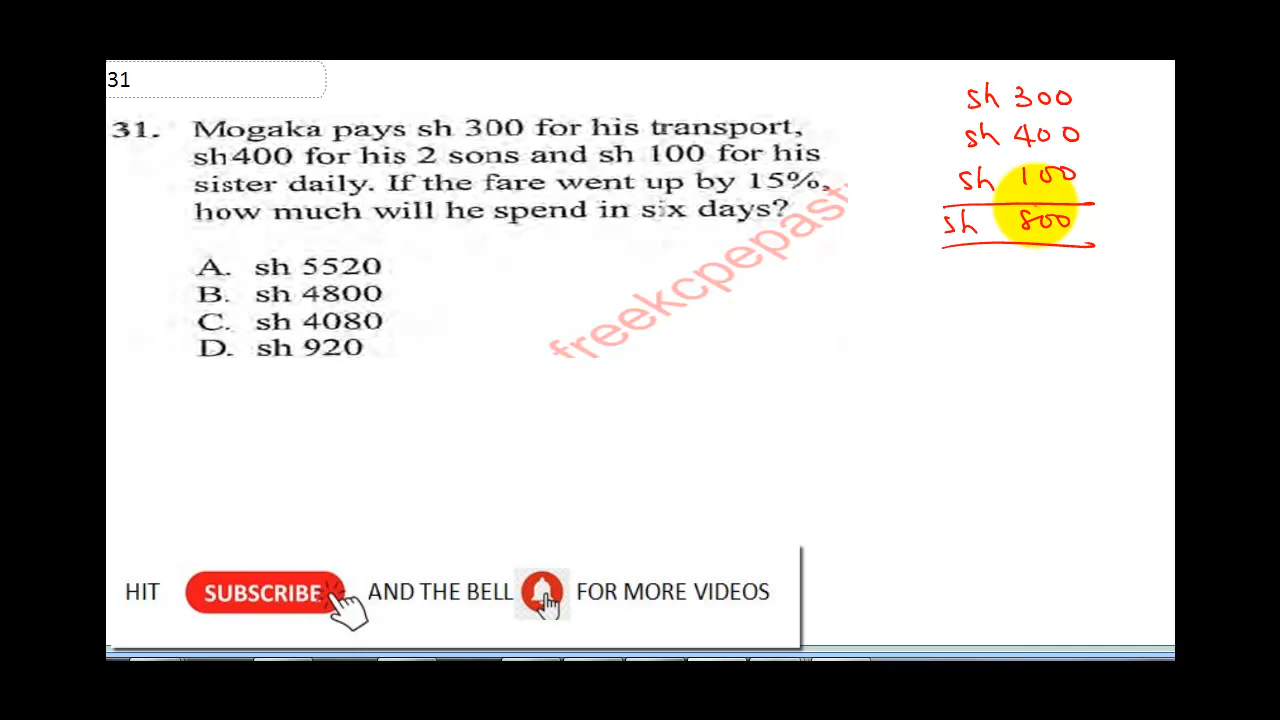 31
31. Mogaka pays sh 300 for his transport,
sh400 for his 2 sons and sh 100 for his
sister daily. If the fare went up by 15%,
how much will he spend in six days?
A. sh 5520
B. sh 4800
C. sh 4080
D. sh 920
sh 300
sh 400
sh 100
sh 800
freekcpepast
HIT SUBSCRIBE AND THE BELL FOR MORE VIDEOS